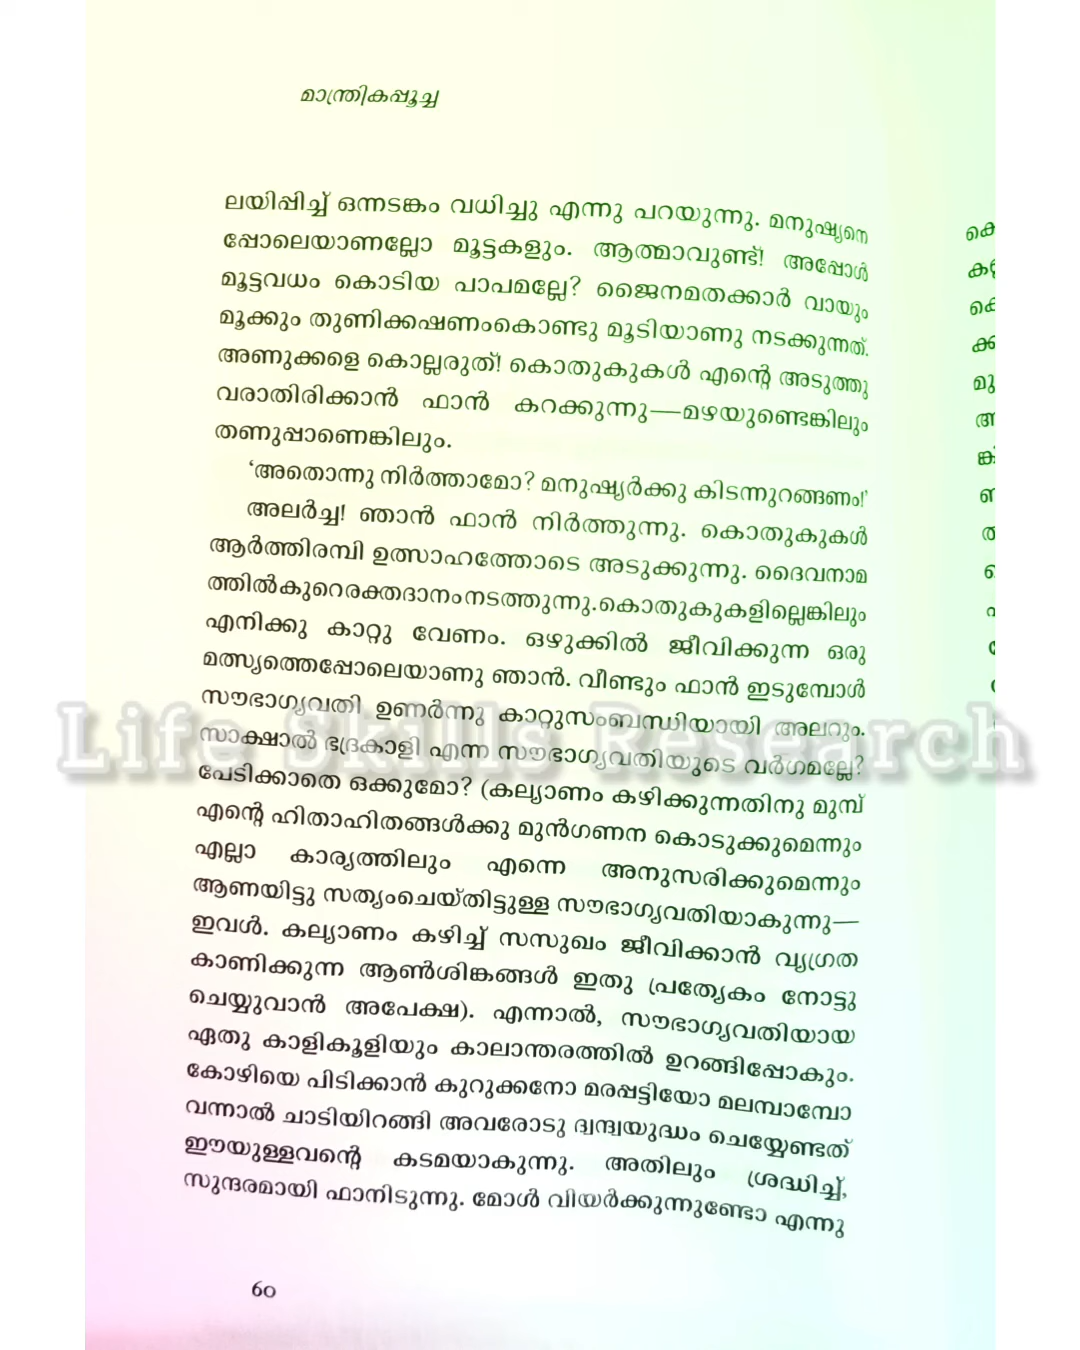 മാന്ത്രികപ്പൂച്ച
ലയിപ്പിച്ച് ഒന്നടങ്കം വധിച്ചു എന്നു പറയുന്നു. മനുഷ്യനെ
പ്പോലെയാണല്ലോ മൂട്ടകളും. ആത്മാവുണ്ട്! അപ്പോൾ
മൂട്ടവധം കൊടിയ പാപമല്ലേ? ജൈനമതക്കാർ വായും
മൂക്കും തുണിക്കഷണംകൊണ്ടു മൂടിയാണു നടക്കുന്നത്.
അണുക്കളെ കൊല്ലരുത്! കൊതുകുകൾ എന്റെ അടുത്തു
വരാതിരിക്കാൻ ഫാൻ കറക്കുന്നു—മഴയുണ്ടെങ്കിലും
തണുപ്പാണെങ്കിലും.
‘അതൊന്നു നിർത്താമോ? മനുഷ്യർക്കു കിടന്നുറങ്ങണം!’
അലർച്ച! ഞാൻ ഫാൻ നിർത്തുന്നു. കൊതുകുകൾ
ആർത്തിരമ്പി ഉത്സാഹത്തോടെ അടുക്കുന്നു. ദൈവനാമ
ത്തിൽകുറെരക്തദാനംനടത്തുന്നു.കൊതുകുകളില്ലെങ്കിലും
എനിക്കു കാറ്റു വേണം. ഒഴുക്കിൽ ജീവിക്കുന്ന ഒരു
മത്സ്യത്തെപ്പോലെയാണു ഞാൻ. വീണ്ടും ഫാൻ ഇടുമ്പോൾ
സൗഭാഗ്യവതി ഉണർന്നു കാറ്റുസംബന്ധിയായി അലറും.
സാക്ഷാൽ ഭദ്രകാളി എന്ന സൗഭാഗ്യവതിയുടെ വർഗമല്ലേ?
Life Skills Research
പേടിക്കാതെ ഒക്കുമോ? (കല്യാണം കഴിക്കുന്നതിനു മുമ്പ്
എന്റെ ഹിതാഹിതങ്ങൾക്കു മുൻഗണന കൊടുക്കുമെന്നും
എല്ലാ കാര്യത്തിലും എന്നെ അനുസരിക്കുമെന്നും
ആണയിട്ടു സത്യംചെയ്തിട്ടുള്ള സൗഭാഗ്യവതിയാകുന്നു—
ഇവൾ. കല്യാണം കഴിച്ച് സസുഖം ജീവിക്കാൻ വ്യഗ്രത
കാണിക്കുന്ന ആൺശിങ്കങ്ങൾ ഇതു പ്രത്യേകം നോട്ടു
ചെയ്യുവാൻ അപേക്ഷ). എന്നാൽ, സൗഭാഗ്യവതിയായ
ഏതു കാളികൂളിയും കാലാന്തരത്തിൽ ഉറങ്ങിപ്പോകും.
കോഴിയെ പിടിക്കാൻ കുറുക്കനോ മരപ്പട്ടിയോ മലമ്പാമ്പോ
വന്നാൽ ചാടിയിറങ്ങി അവരോടു ദ്വന്ദ്വയുദ്ധം ചെയ്യേണ്ടത്
ഈയുള്ളവന്റെ കടമയാകുന്നു. അതിലും ശ്രദ്ധിച്ച്,
സുന്ദരമായി ഫാനിടുന്നു. മോൾ വിയർക്കുന്നുണ്ടോ എന്നു
60